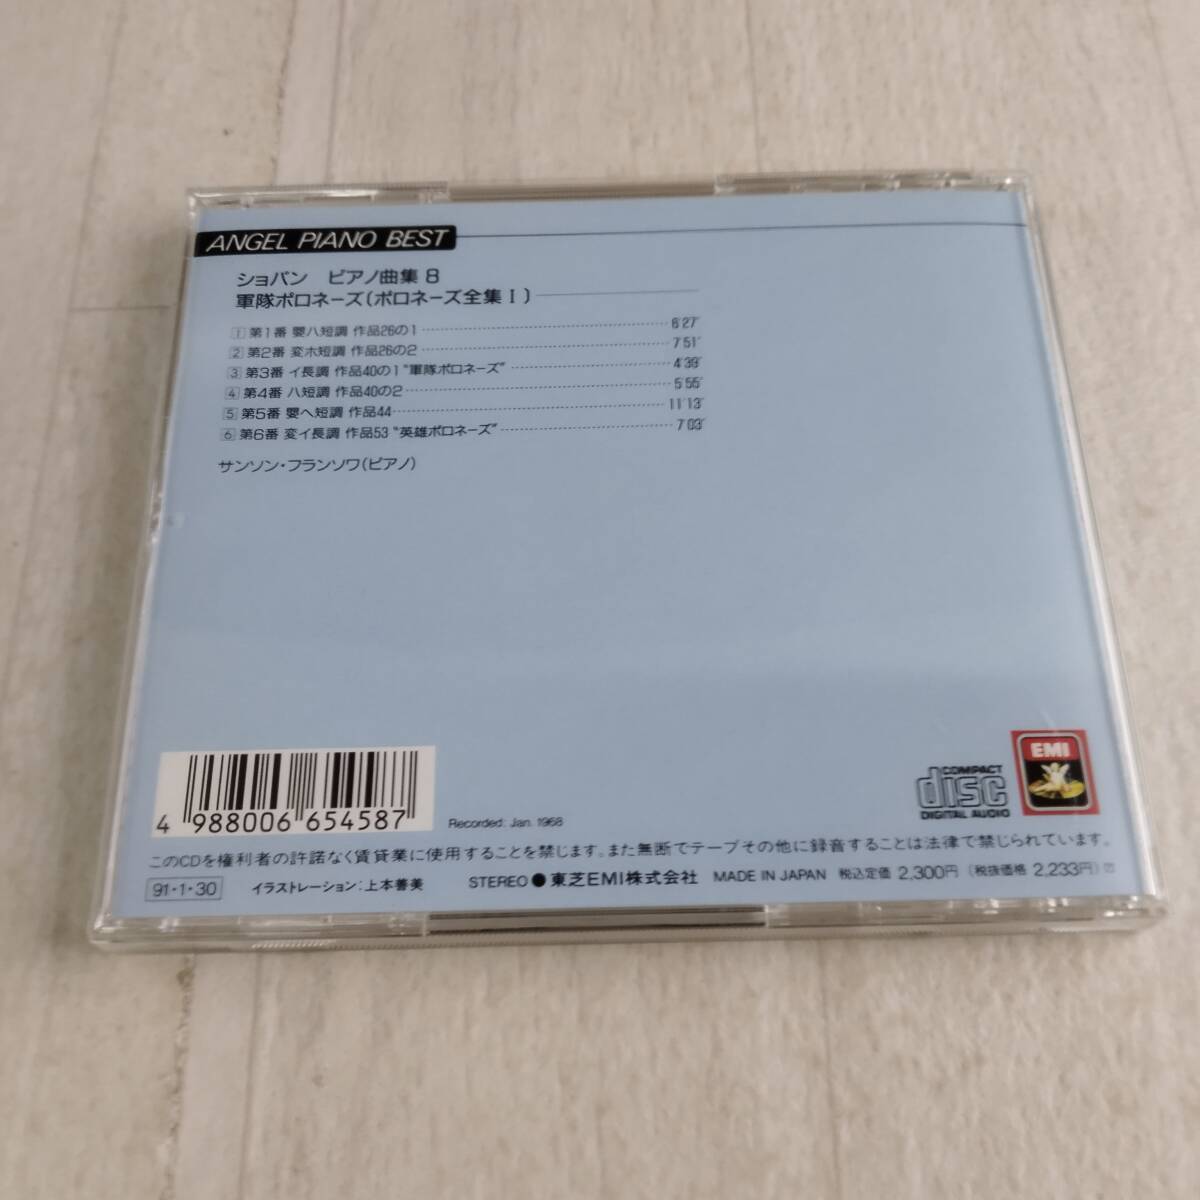 ANGEL PIANO BEST
ショパン ピアノ曲集 8
軍隊ポロネーズ(ポロネーズ全集Ⅰ)
1 第1番 嬰ハ短調 作品26の1 6′27″
2 第2番 変ホ短調 作品26の2 7′51″
3 第3番 イ長調 作品40の1 "軍隊ポロネーズ" 4′39″
4 第4番 ハ短調 作品40の2 5′55″
5 第5番 嬰ヘ短調 作品44 11′13″
6 第6番 変イ長調 作品53 "英雄ポロネーズ" 7′03″
サンソン・フランソワ(ピアノ)
4 988006 654587
Recorded: Jan. 1968
COMPACT
disc
DIGITAL AUDIO
EMI
このCDを権利者の許諾なく賃貸業に使用することを禁じます。また無断でテープその他に録音することは法律で禁じられています。
91・1・30 イラストレーション:上本善美 STEREO ● 東芝EMI株式会社 MADE IN JAPAN 税込定価 2,300円 (税抜価格 2,233円)